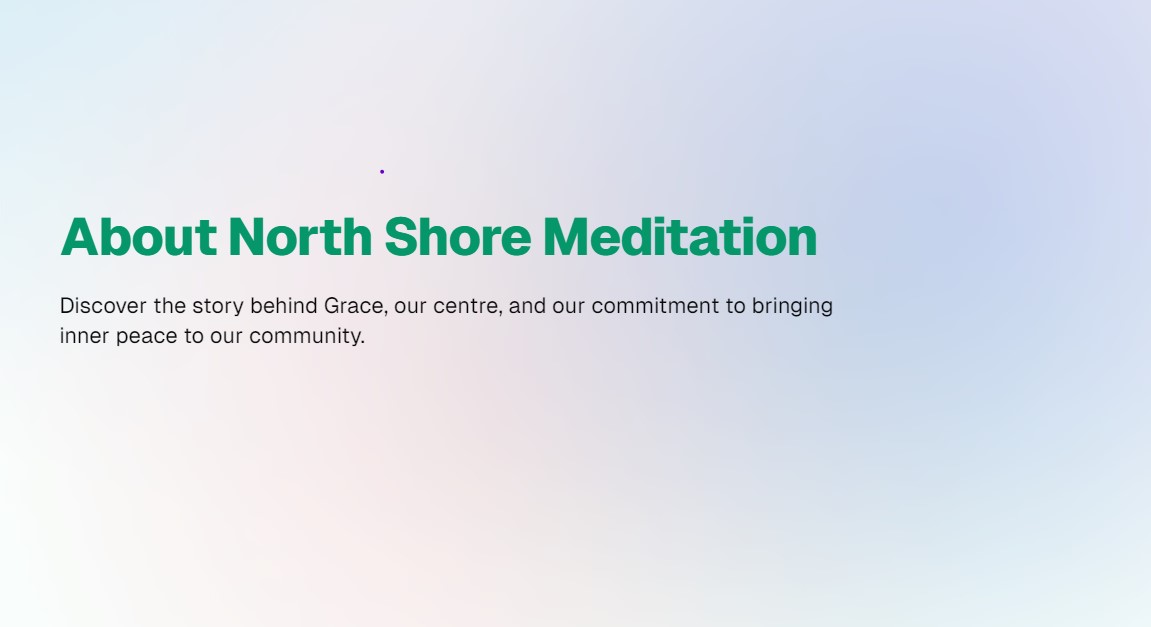 About North Shore Meditation
Discover the story behind Grace, our centre, and our commitment to bringing
inner peace to our community.